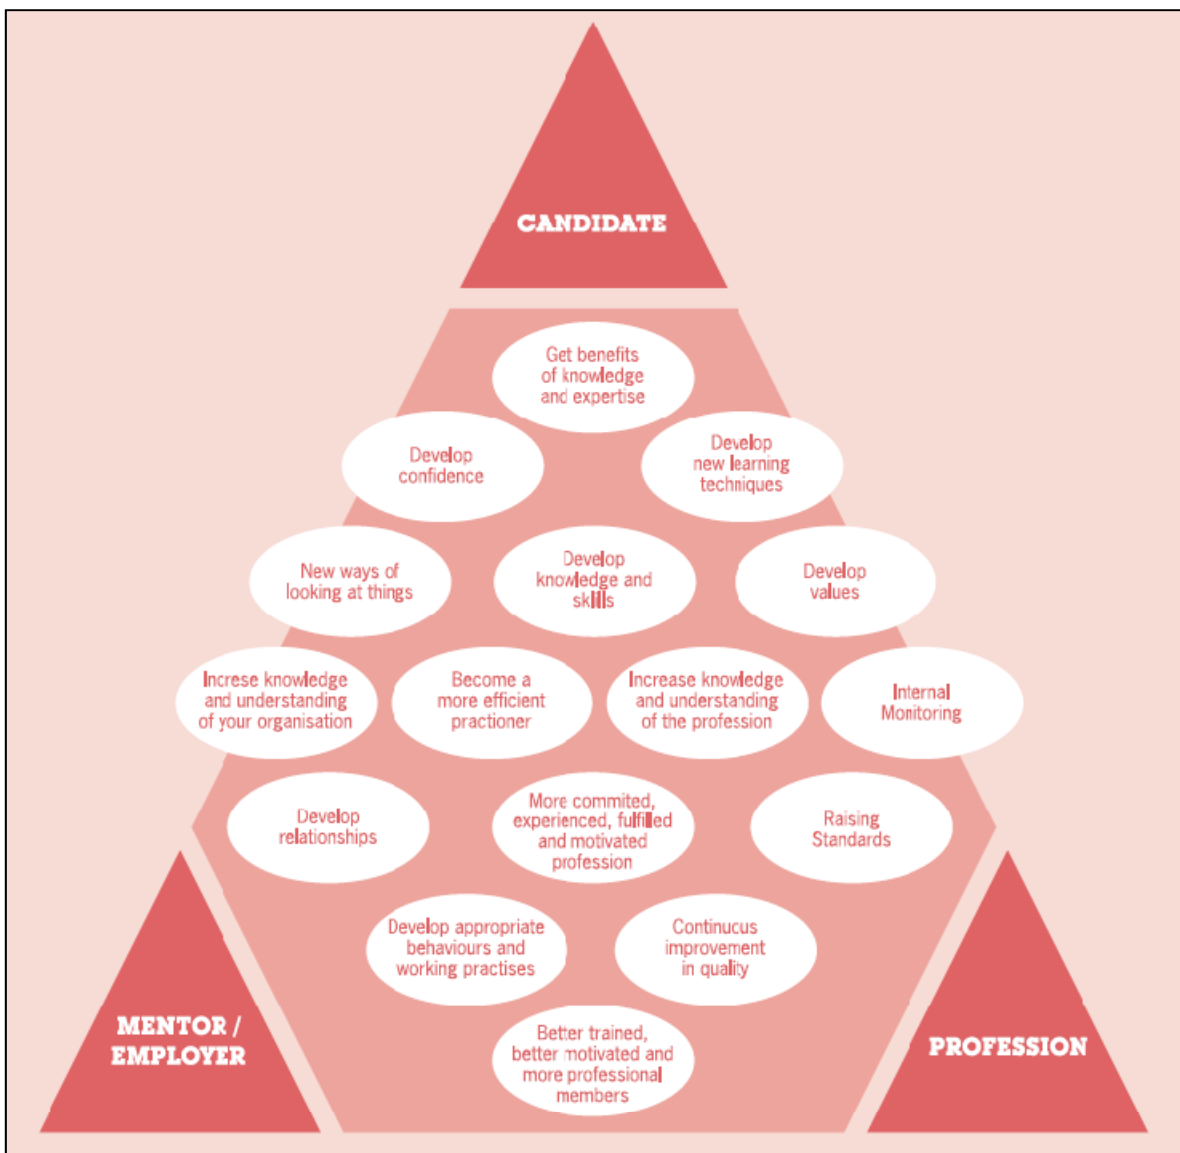 CANDIDATE
Get benefits
of knowledge
and expertise
Develop
confidence
Develop
new learning
techniques
New ways of
looking at things
Develop
knowledge and
skills
Develop
values
Increse knowledge
and understanding
of your organisation
Become a
more efficient
practioner
Increase knowledge
and understanding
of the profession
Internal
Monitoring
Develop
relationships
More commited,
experienced, fulfilled
and motivated
profession
Raising
Standards
Develop appropriate
behaviours and
working practises
Continucus
improvement
in quality
MENTOR /
EMPLOYER
Better trained,
better motivated and
more professional
members
PROFESSION